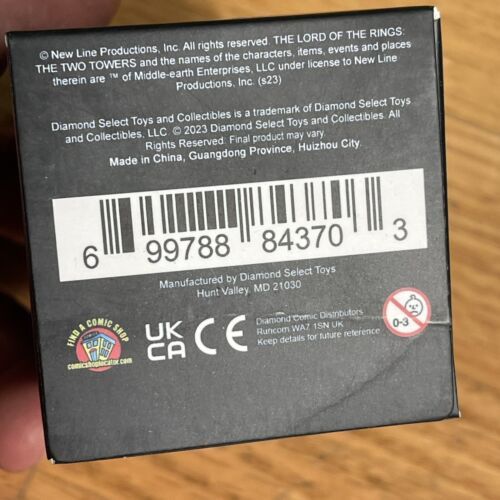 © New Line Productions, Inc. All rights reserved. THE LORD OF THE RINGS:
THE TWO TOWERS and the names of the characters, items, events and places
therein are ™ of Middle-earth Enterprises, LLC under license to New Line
Productions, Inc. (s23)
Diamond Select Toys and Collectibles is a trademark of Diamond Select Toys
and Collectibles, LLC © 2023 Diamond Select Toys and Collectibles. All
Rights Reserved. Final product may vary.
Made in China, Guangdong Province, Huizhou City.
6 99788 84370 3
Manufactured by Diamond Select Toys
Hunt Valley, MD 21030
FIND A COMIC SHOP
comicshoplocator.com
UK
CA
CE
Diamond Comic Distributors
Runcorn WA7 1SN UK
Keep details for future reference
0-3